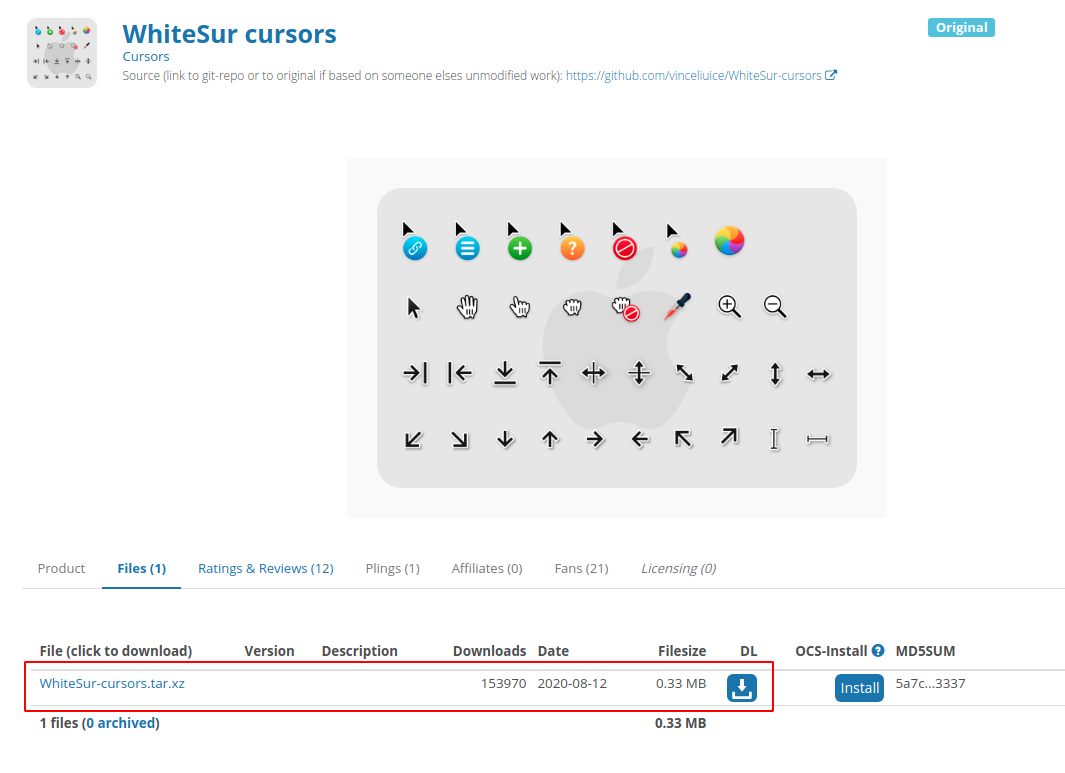 WhiteSur cursors
Original
Cursors
Source (link to git-repo or to original if based on someone elses unmodified work): https://github.com/vinceliuice/WhiteSur-cursors
Product Files (1) Ratings & Reviews (12) Plings (1) Affiliates (0) Fans (21) Licensing (0)
File (click to download) Version Description Downloads Date Filesize DL OCS-Install ? MD5SUM
WhiteSur-cursors.tar.xz 153970 2020-08-12 0.33 MB Install 5a7c...3337
1 files (0 archived) 0.33 MB